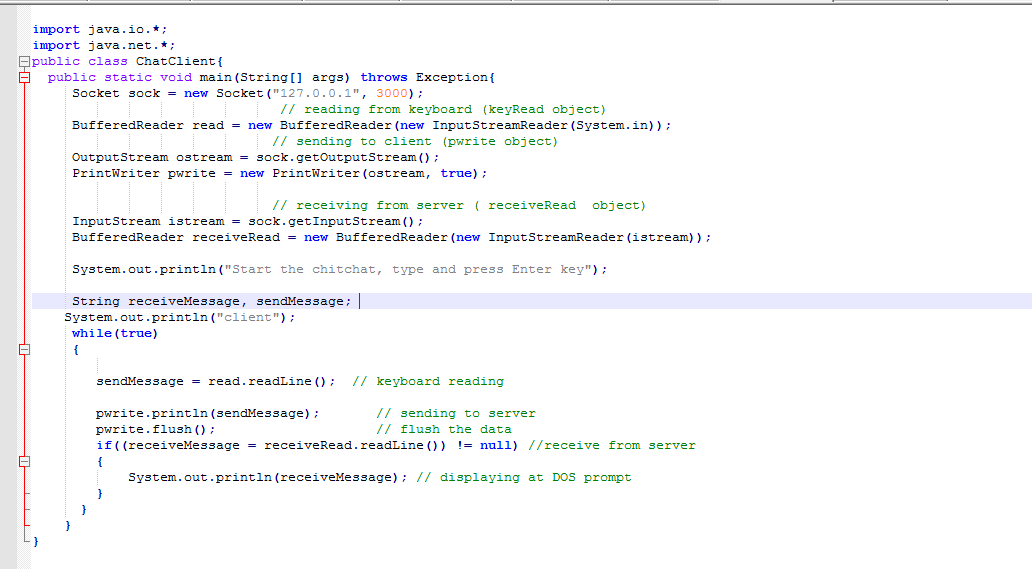 import java.io.*;
import java.net.*;
public class ChatClient{
public static void main(String[] args) throws Exception{
Socket sock = new Socket("127.0.0.1", 3000);
// reading from keyboard (keyRead object)
BufferedReader read = new BufferedReader(new InputStreamReader(System.in));
// sending to client (pwrite object)
OutputStream ostream = sock.getOutputStream();
PrintWriter pwrite = new PrintWriter(ostream, true);
// receiving from server ( receiveRead  object)
InputStream istream = sock.getInputStream();
BufferedReader receiveRead = new BufferedReader(new InputStreamReader(istream));
System.out.println("Start the chitchat, type and press Enter key");
String receiveMessage, sendMessage;
System.out.println("client");
while(true)
{
sendMessage = read.readLine();  // keyboard reading
pwrite.println(sendMessage);       // sending to server
pwrite.flush();                    // flush the data
if((receiveMessage = receiveRead.readLine()) != null) //receive from server
{
System.out.println(receiveMessage); // displaying at DOS prompt
}
}
}
}